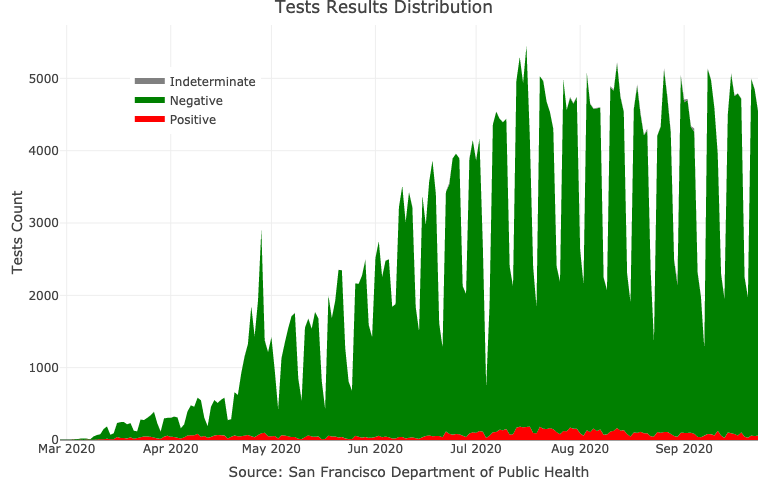 Tests Results Distribution
Indeterminate
Negative
Positive
Tests Count
5000
4000
3000
2000
1000
0
Mar 2020 Apr 2020 May 2020 Jun 2020 Jul 2020 Aug 2020 Sep 2020
Source: San Francisco Department of Public Health